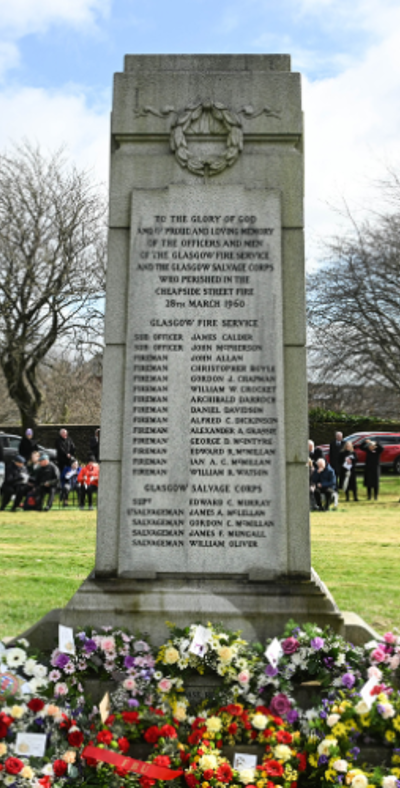 TO THE GLORY OF GOD
AND IN PROUD AND LOVING MEMORY
OF THE OFFICERS AND MEN
OF THE GLASGOW FIRE SERVICE
AND THE GLASGOW SALVAGE CORPS
WHO PERISHED IN THE
CHEAPSIDE STREET FIRE
28TH MARCH 1960
GLASGOW FIRE SERVICE
SUB OFFICER JAMES CALDER
SUB OFFICER JOHN McPHERSON
FIREMAN JOHN ALLAN
FIREMAN CHRISTOPHER BOYLE
FIREMAN GORDON J. CHAPMAN
FIREMAN WILLIAM W. CROCKET
FIREMAN ARCHIBALD DARROCH
FIREMAN DANIEL DAVIDSON
FIREMAN ALFRED C. DICKINSON
FIREMAN ALEXANDER A. GRASSIE
FIREMAN GEORGE D. McINTYRE
FIREMAN EDWARD R. McMILLAN
FIREMAN IAN A. G. McMILLAN
FIREMAN WILLIAM B. WATSON
GLASGOW SALVAGE CORPS
SUPT EDWARD C. MURRAY
L/SALVAGEMAN JAMES A. McLELLAN
SALVAGEMAN GORDON C. McMILLAN
SALVAGEMAN JAMES F. MUNGALL
SALVAGEMAN WILLIAM OLIVER